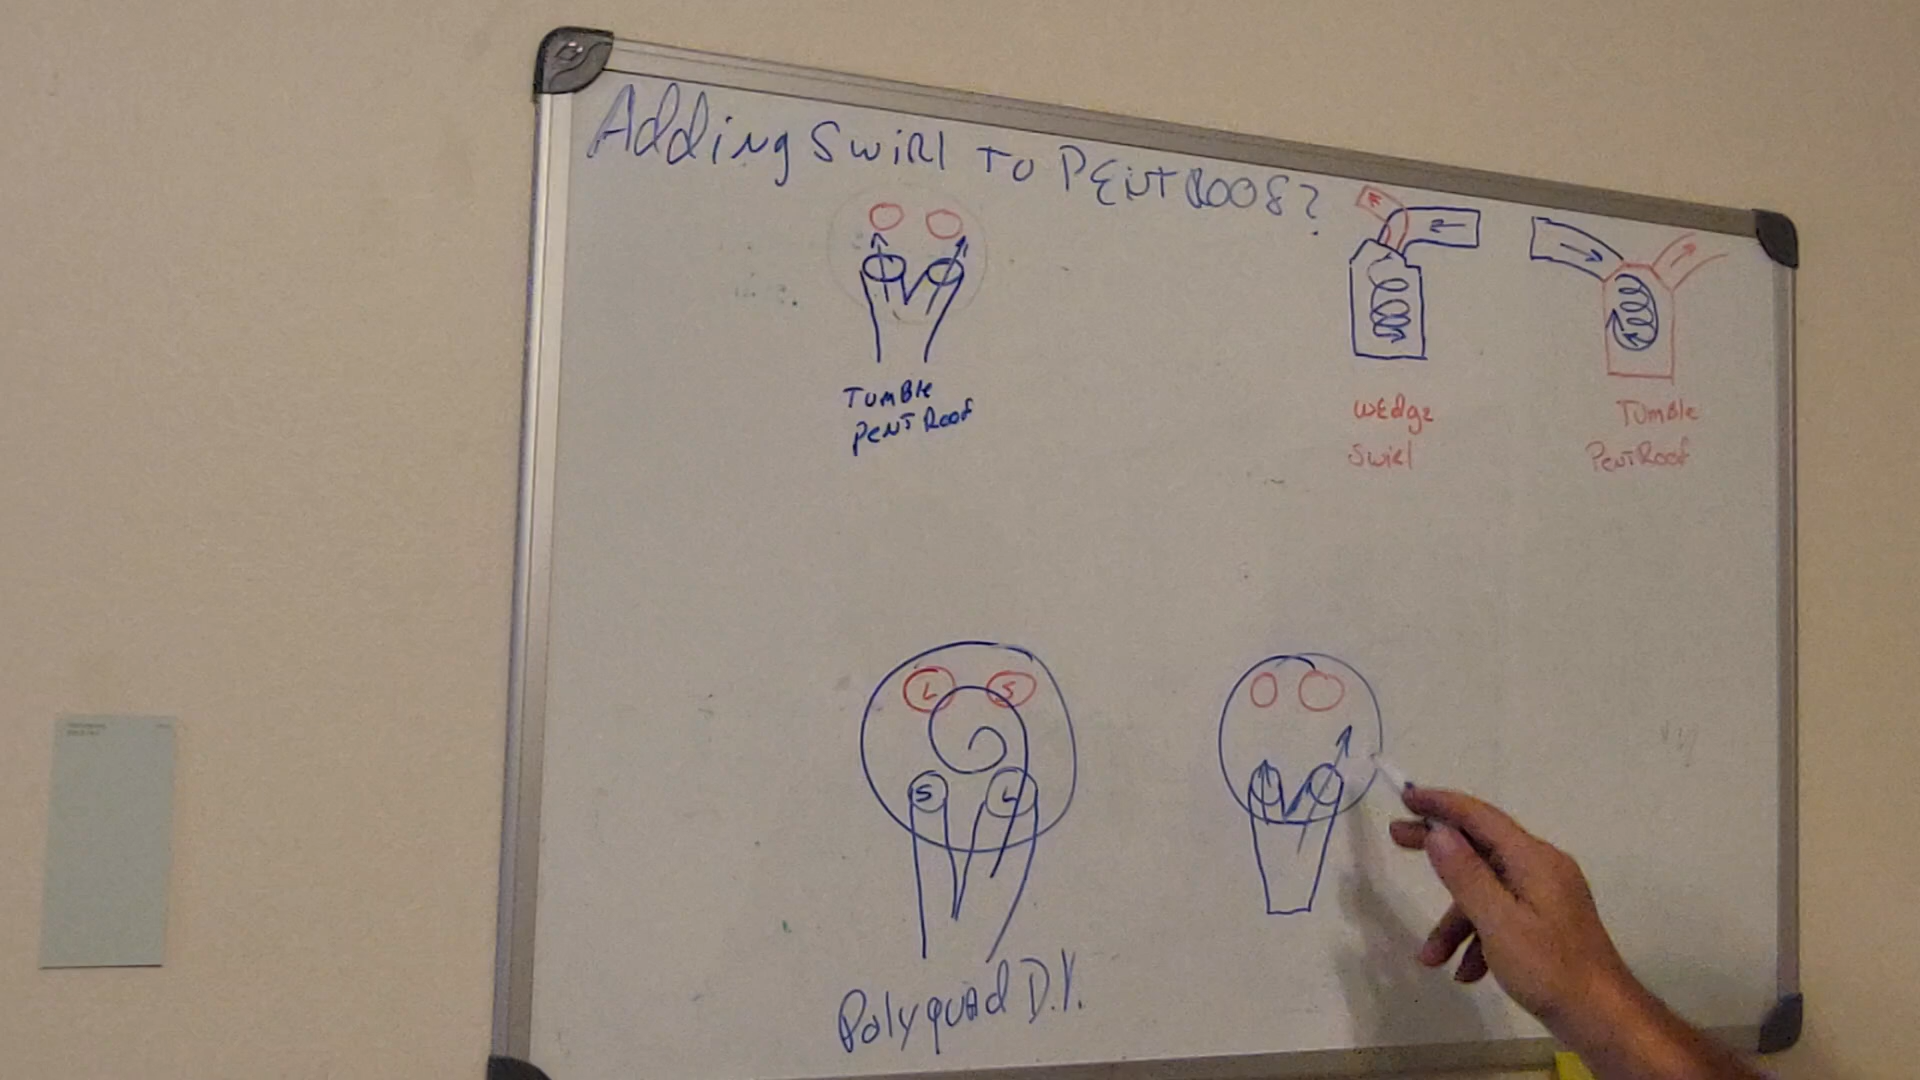 Adding Swirl To PENTROOF?
Tumble
PENT Roof
Wedge
Swirl
Tumble
PentRoof
L S
S L
Polyquad D.V.